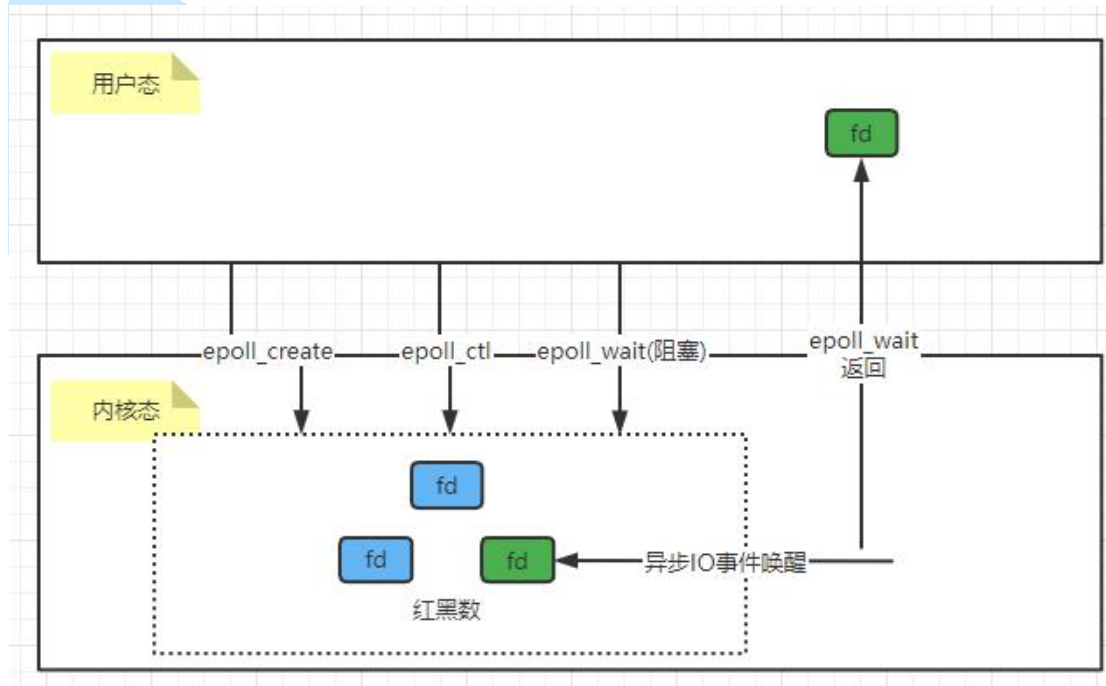 用户态
fd
epoll_create
epoll_ctl
epoll_wait(阻塞)
epoll_wait
返回
内核态
fd
fd
fd
异步IO事件唤醒
红黑数